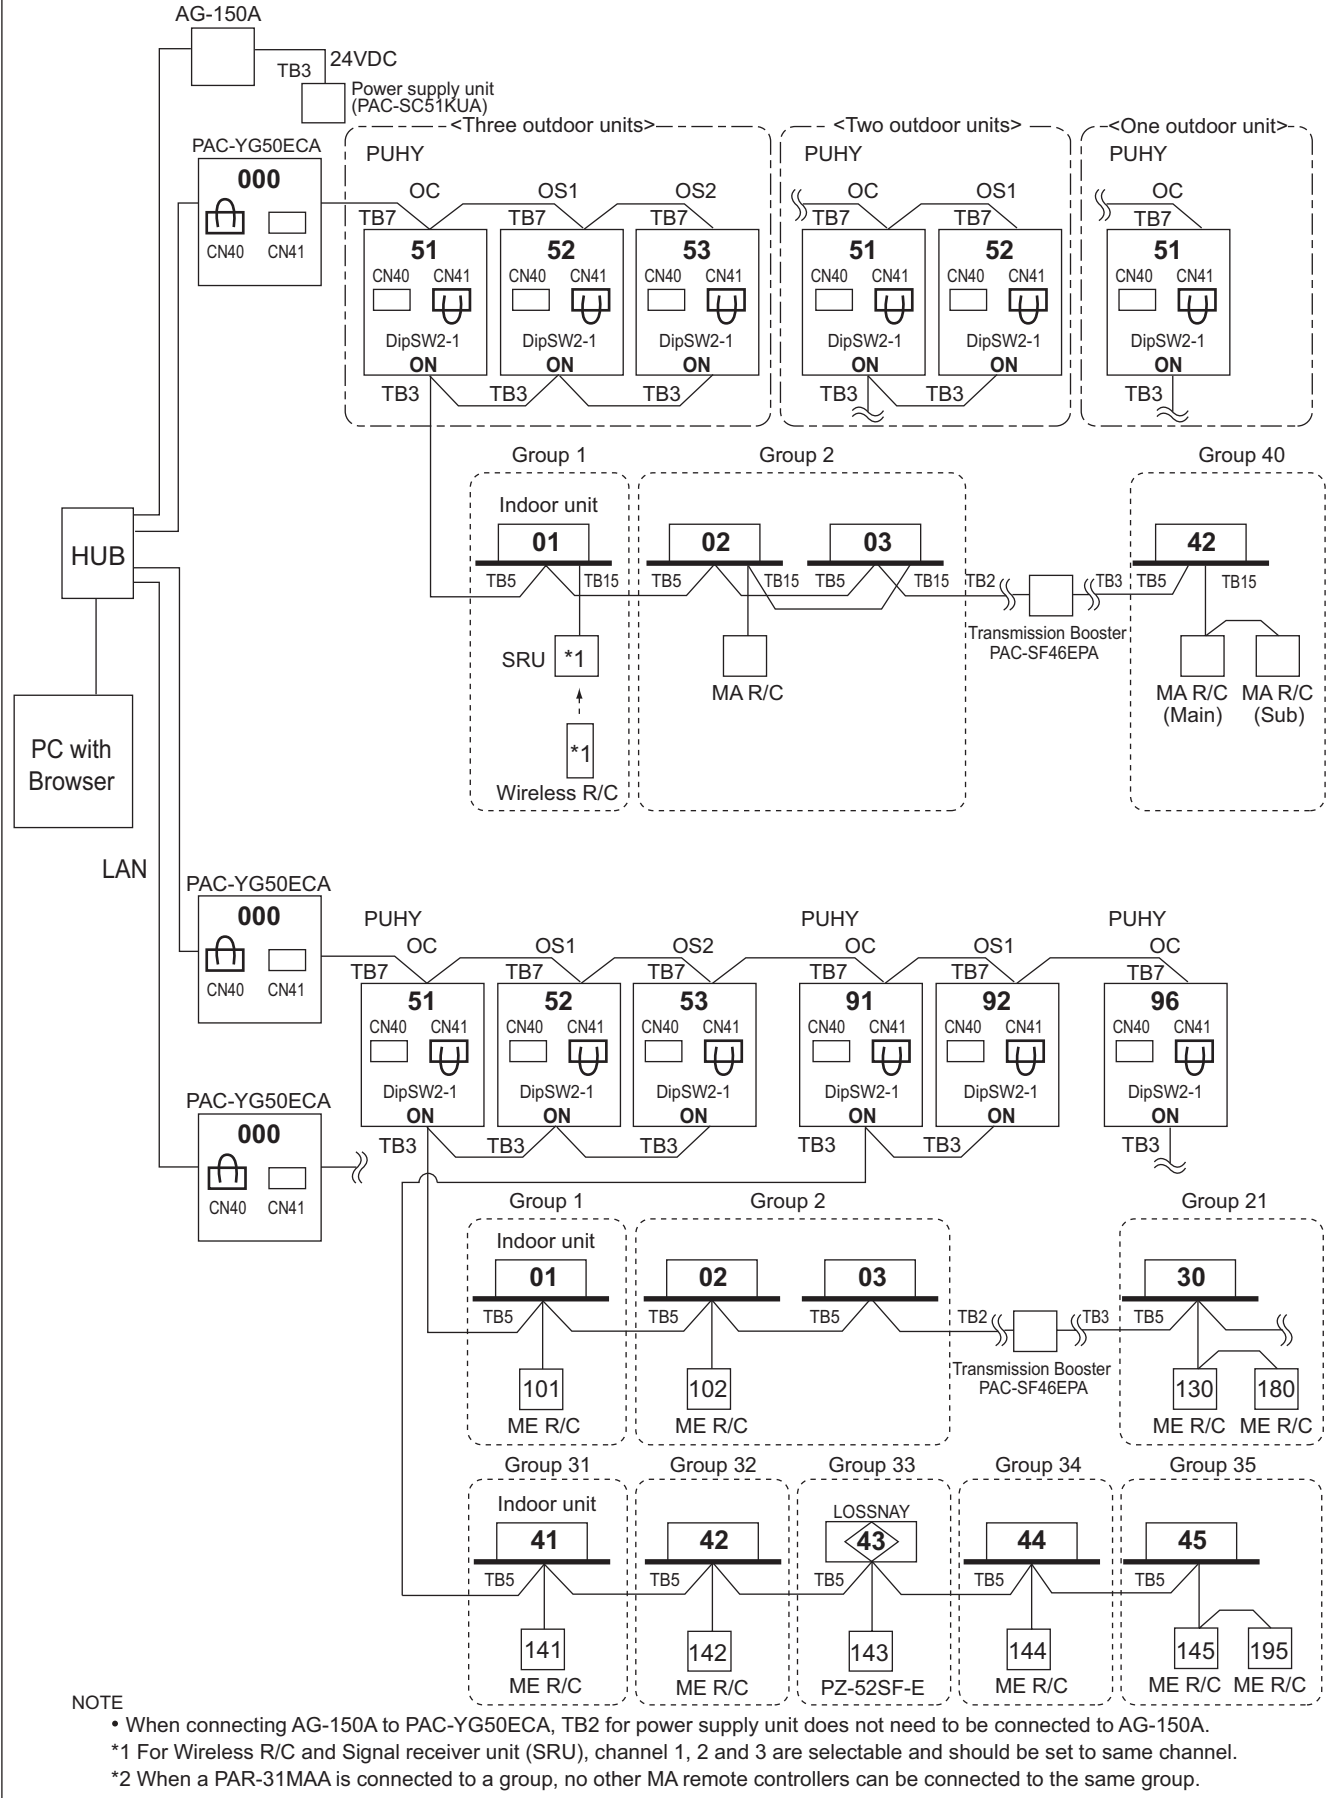 AG-150A
TB3
24VDC
Power supply unit
(PAC-SC51KUA)
PAC-YG50ECA
000
CN40 CN41
<Three outdoor units>
PUHY
OC OS1 OS2
TB7 TB7 TB7
51 52 53
CN40 CN41 CN40 CN41 CN40 CN41
DipSW2-1 DipSW2-1 DipSW2-1
ON ON ON
TB3 TB3 TB3
<Two outdoor units>
PUHY
OC OS1
TB7 TB7
51 52
CN40 CN41 CN40 CN41
DipSW2-1 DipSW2-1
ON ON
TB3 TB3
<One outdoor unit>
PUHY
OC
TB7
51
CN40 CN41
DipSW2-1
ON
TB3
HUB
PC with
Browser
LAN
Group 1 Group 2 Group 40
Indoor unit
01 02 03 42
TB5 TB15 TB5 TB15 TB5 TB15 TB2 TB3 TB5 TB15
Transmission Booster
PAC-SF46EPA
SRU *1
MA R/C
MA R/C
(Main)
MA R/C
(Sub)
*1
Wireless R/C
PAC-YG50ECA
000
CN40 CN41
PUHY PUHY PUHY
OC OS1 OS2 OC OS1 OC
TB7 TB7 TB7 TB7 TB7 TB7
51 52 53 91 92 96
CN40 CN41 CN40 CN41 CN40 CN41 CN40 CN41 CN40 CN41 CN40 CN41
DipSW2-1 DipSW2-1 DipSW2-1 DipSW2-1 DipSW2-1 DipSW2-1
ON ON ON ON ON ON
TB3 TB3 TB3 TB3 TB3 TB3
PAC-YG50ECA
000
CN40 CN41
Group 1 Group 2 Group 21
Indoor unit
01 02 03 30
TB5 TB5 TB5 TB2 TB3 TB5
Transmission Booster
PAC-SF46EPA
101 102 130 180
ME R/C ME R/C ME R/C ME R/C
Group 31 Group 32 Group 33 Group 34 Group 35
Indoor unit
LOSSNAY
41 42 43 44 45
TB5 TB5 TB5 TB5 TB5
141 142 143 144 145 195
ME R/C ME R/C PZ-52SF-E ME R/C ME R/C ME R/C
NOTE
• When connecting AG-150A to PAC-YG50ECA, TB2 for power supply unit does not need to be connected to AG-150A.
*1 For Wireless R/C and Signal receiver unit (SRU), channel 1, 2 and 3 are selectable and should be set to same channel.
*2 When a PAR-31MAA is connected to a group, no other MA remote controllers can be connected to the same group.